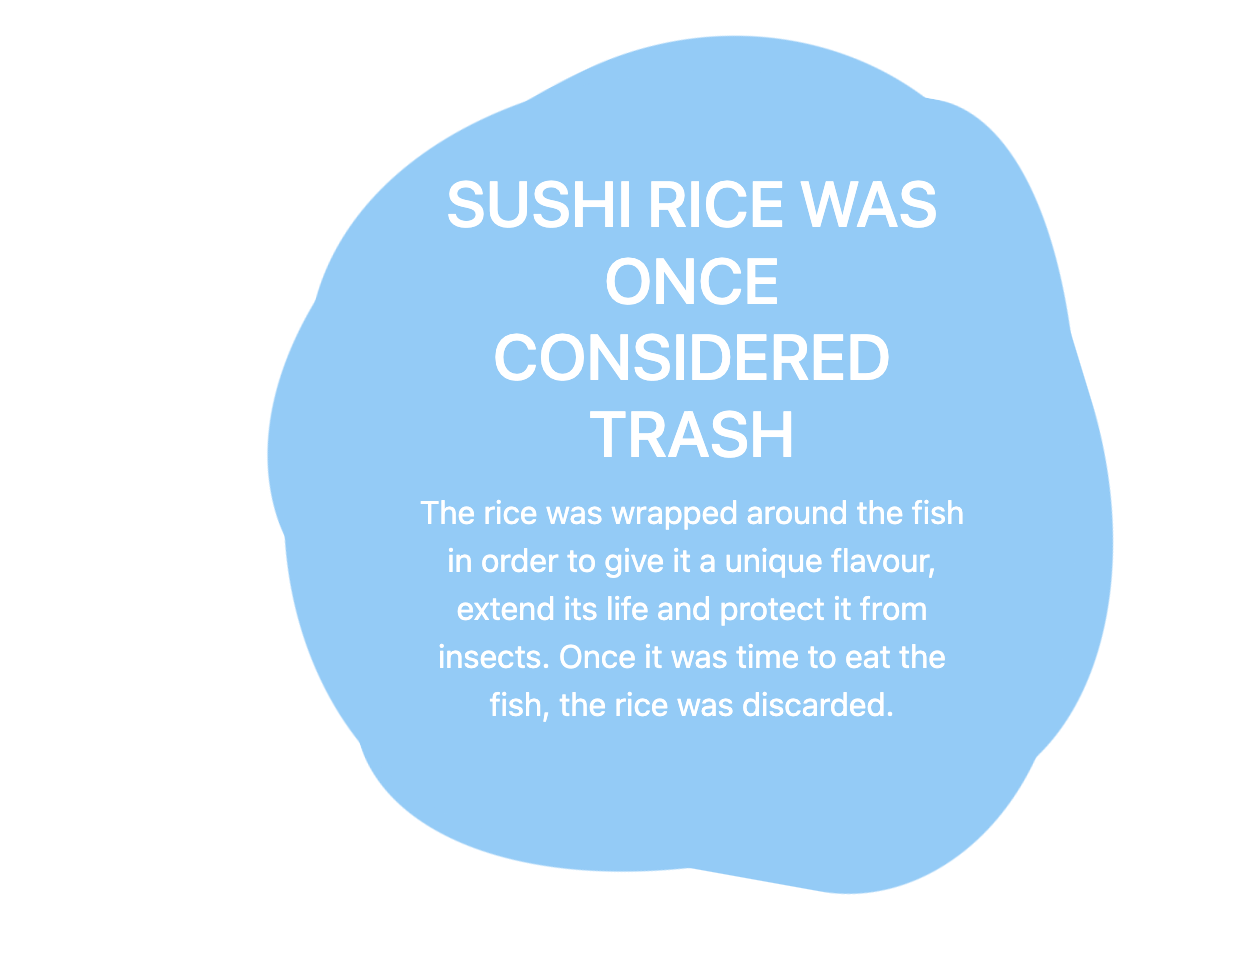 SUSHI RICE WAS
ONCE
CONSIDERED
TRASH
The rice was wrapped around the fish
in order to give it a unique flavour,
extend its life and protect it from
insects. Once it was time to eat the
fish, the rice was discarded.